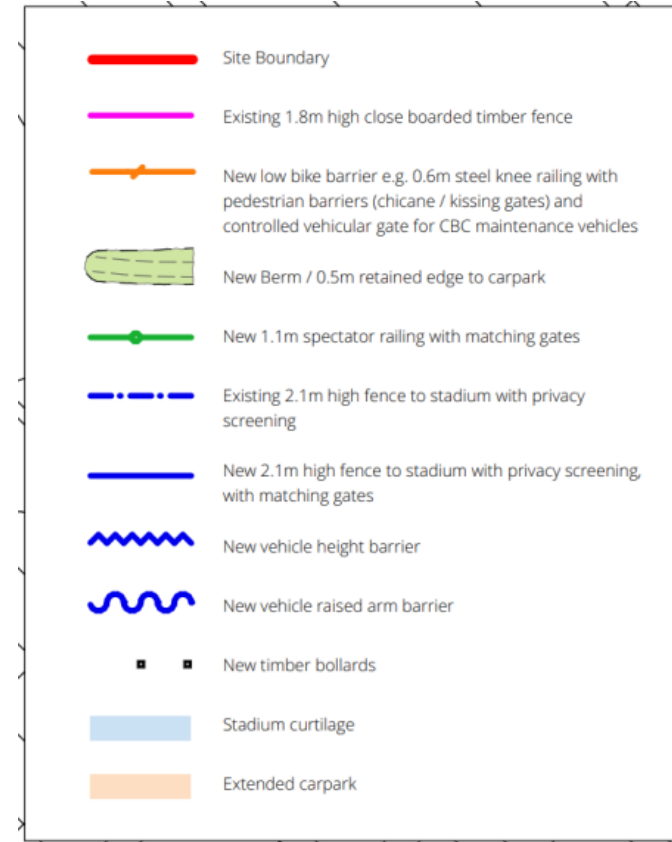 Site Boundary
Existing 1.8m high close boarded timber fence
New low bike barrier e.g. 0.6m steel knee railing with
pedestrian barriers (chicane / kissing gates) and
controlled vehicular gate for CBC maintenance vehicles
New Berm / 0.5m retained edge to carpark
New 1.1m spectator railing with matching gates
Existing 2.1m high fence to stadium with privacy
screening
New 2.1m high fence to stadium with privacy screening,
with matching gates
New vehicle height barrier
New vehicle raised arm barrier
New timber bollards
Stadium curtilage
Extended carpark